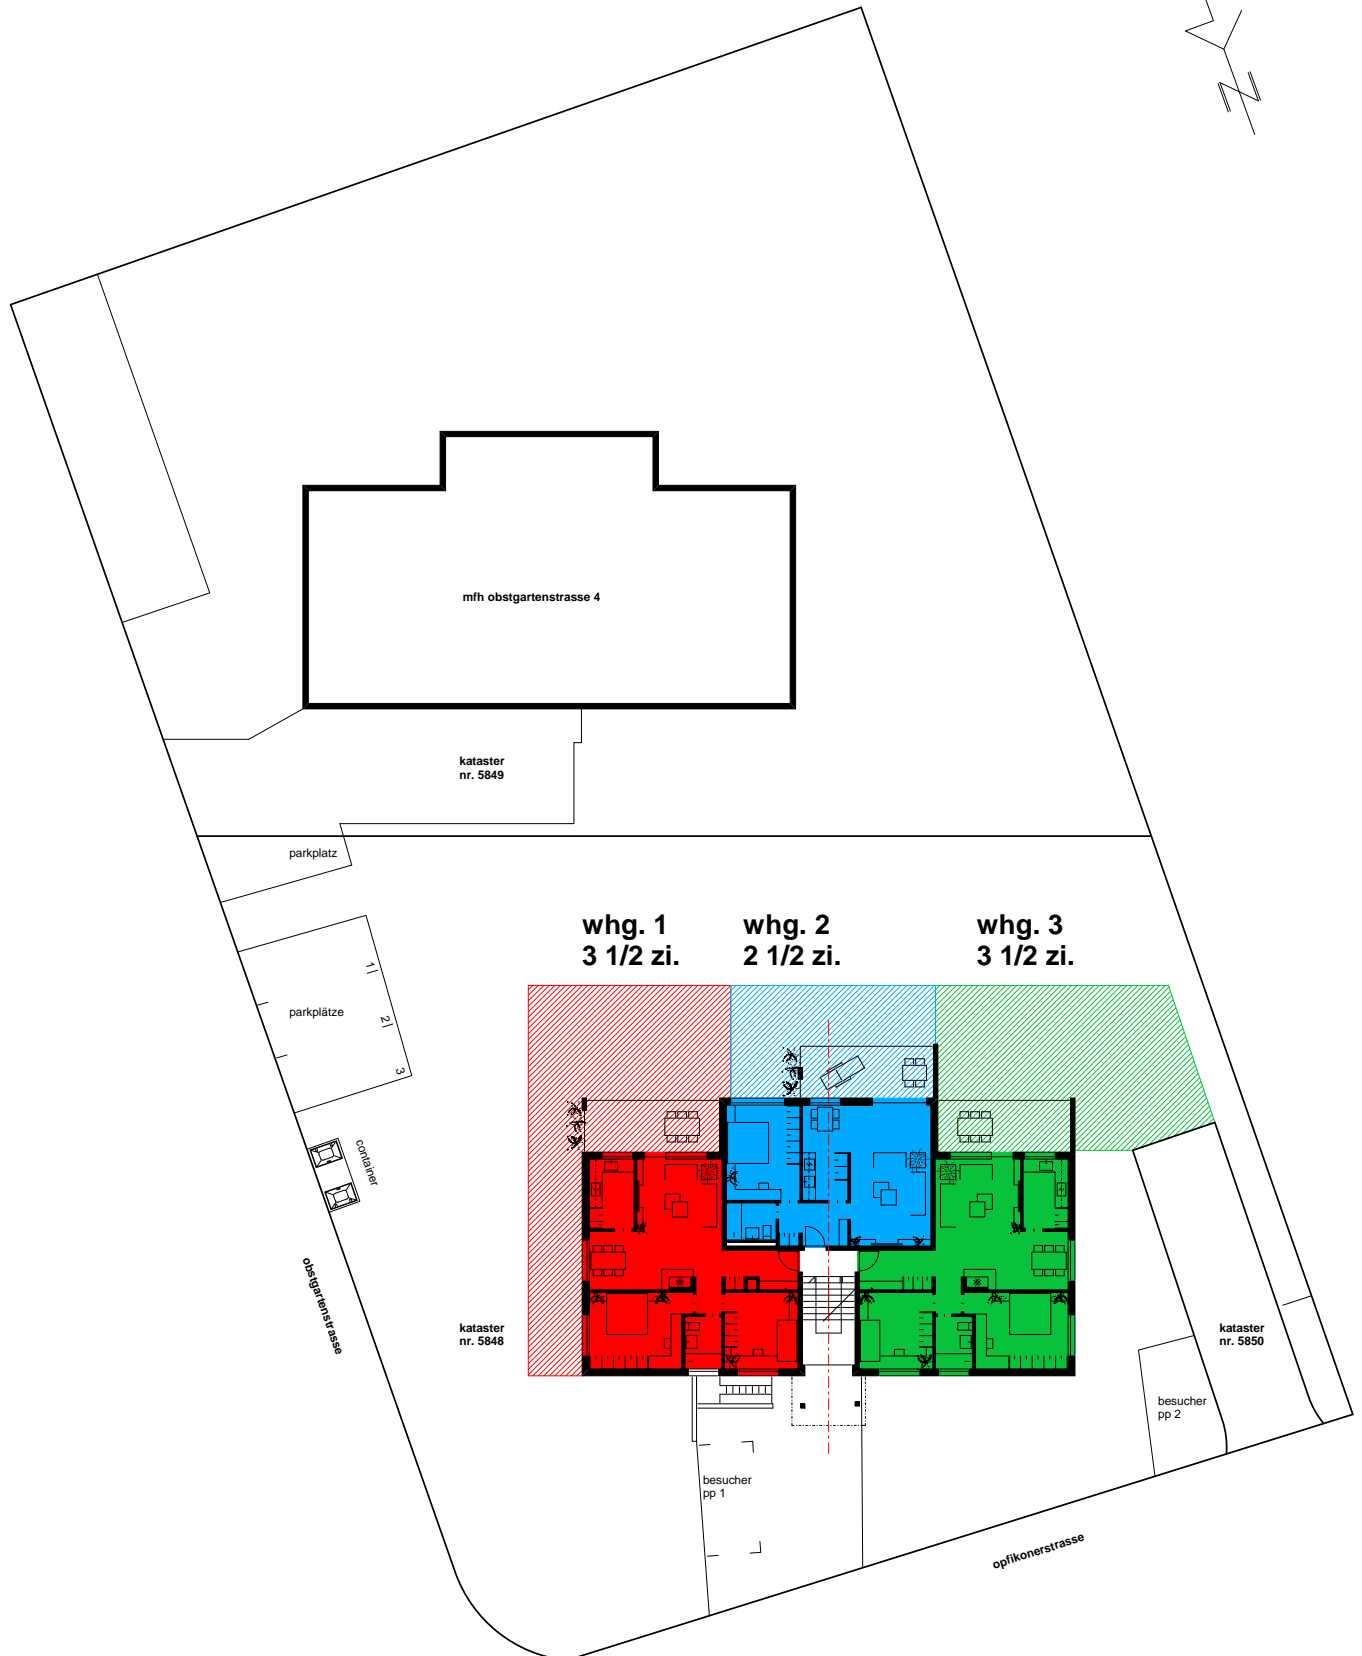 N
mfh obstgartenstrasse 4
kataster
nr. 5849
parkplatz
whg. 1
3 1/2 zi.
whg. 2
2 1/2 zi.
whg. 3
3 1/2 zi.
1
parkplätze
2
3
container
obstgartenstrasse
kataster
nr. 5848
kataster
nr. 5850
besucher
pp 2
besucher
pp 1
opfikonerstrasse